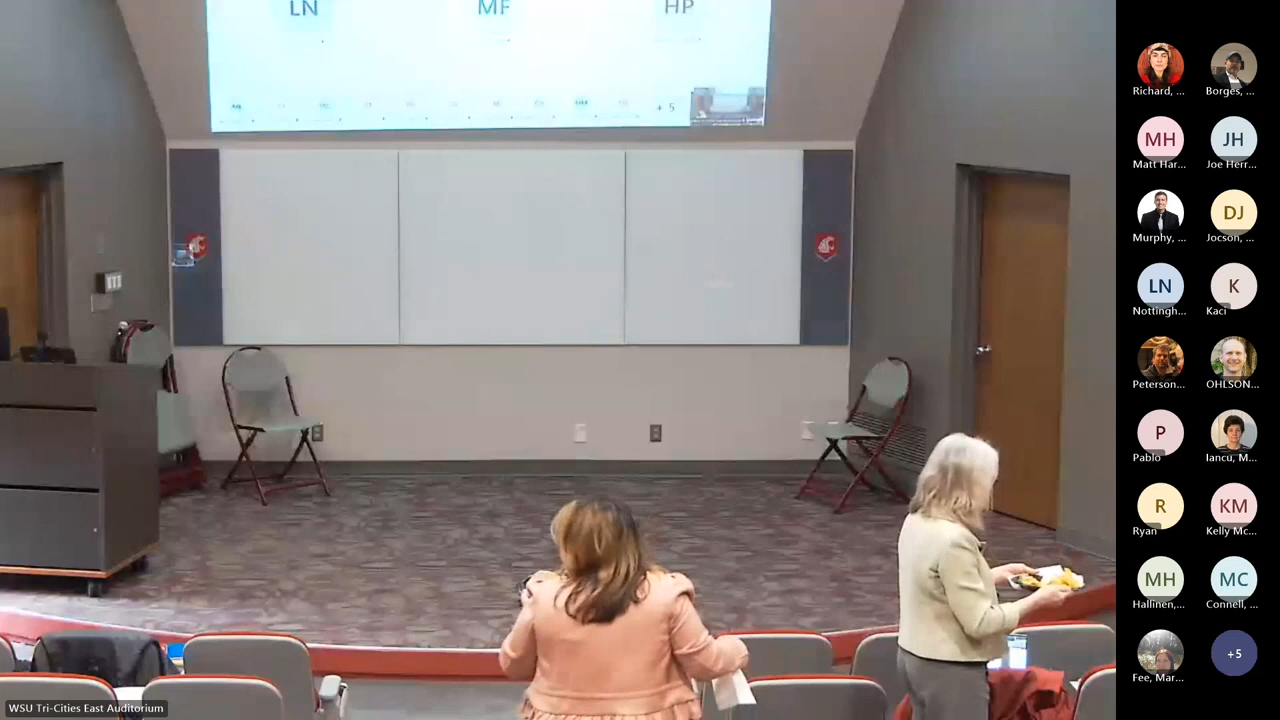 LN
MF
HP
+ 5
Richard, ...
Borges, ...
MH
JH
Matt Har...
Joe Herr...
Murphy, ...
DJ
Jocson, ...
LN
K
Nottingh...
Kaci
Peterson...
OHLSON...
P
Pablo
Iancu, M...
R
KM
Ryan
Kelly Mc...
MH
MC
Hallinen,...
Connell, ...
+5
Fee, Mar...
WSU Tri-Cities East Auditorium